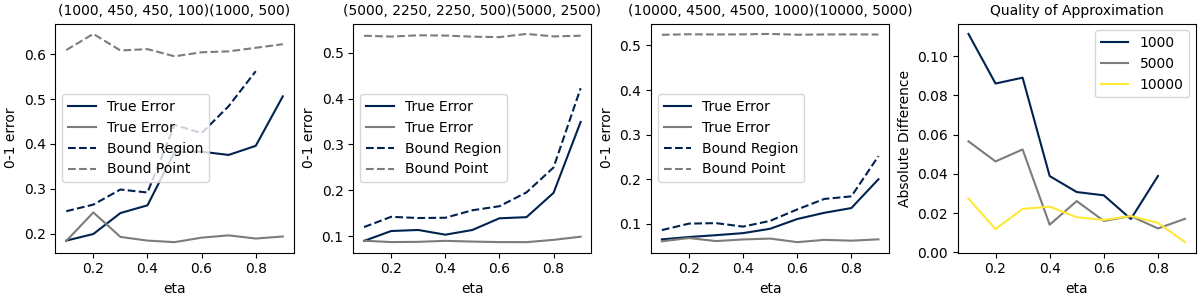 (1000, 450, 450, 100)(1000, 500)
0-1 error
0.6
0.5
0.4
0.3
0.2
True Error
True Error
Bound Region
Bound Point
0.2 0.4 0.6 0.8
eta
(5000, 2250, 2250, 500)(5000, 2500)
0-1 error
0.5
0.4
0.3
0.2
0.1
True Error
True Error
Bound Region
Bound Point
0.2 0.4 0.6 0.8
eta
(10000, 4500, 4500, 1000)(10000, 5000)
0-1 error
0.5
0.4
0.3
0.2
0.1
True Error
True Error
Bound Region
Bound Point
0.2 0.4 0.6 0.8
eta
Quality of Approximation
Absolute Difference
0.10
0.08
0.06
0.04
0.02
0.00
1000
5000
10000
0.2 0.4 0.6 0.8
eta